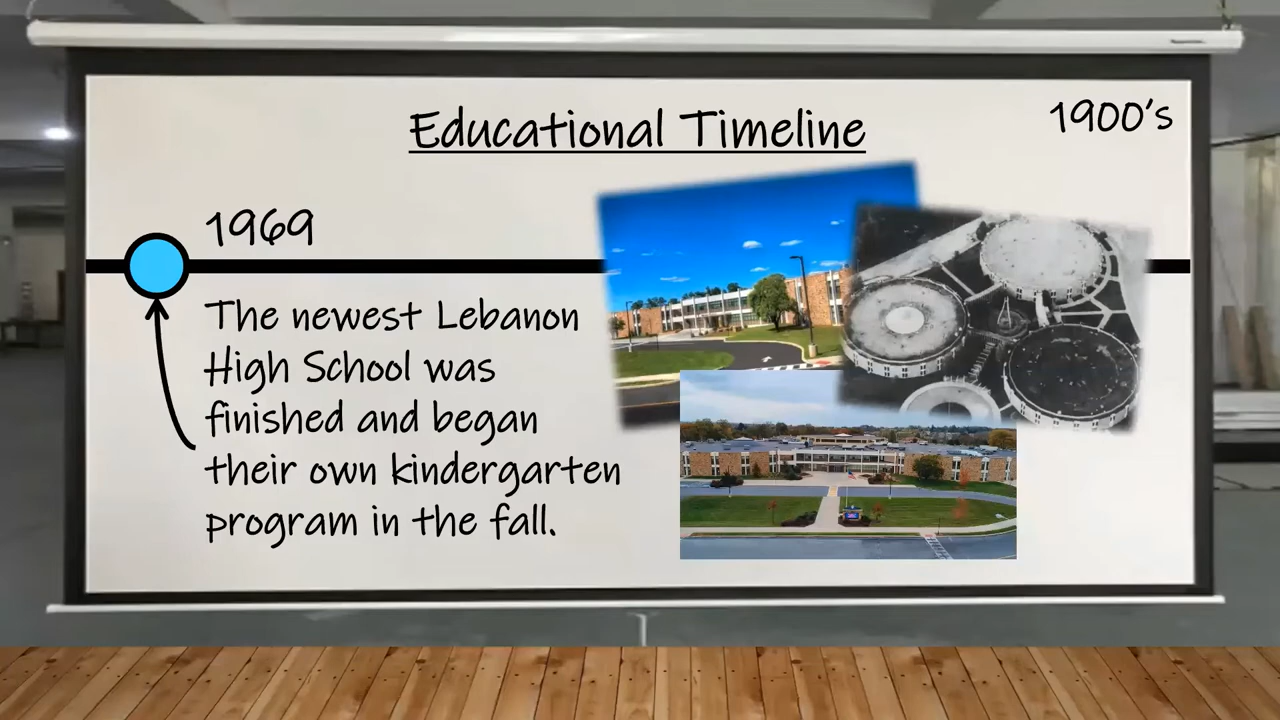 Educational Timeline
1900's
1969
The newest Lebanon
High School was
finished and began
their own kindergarten
program in the fall.